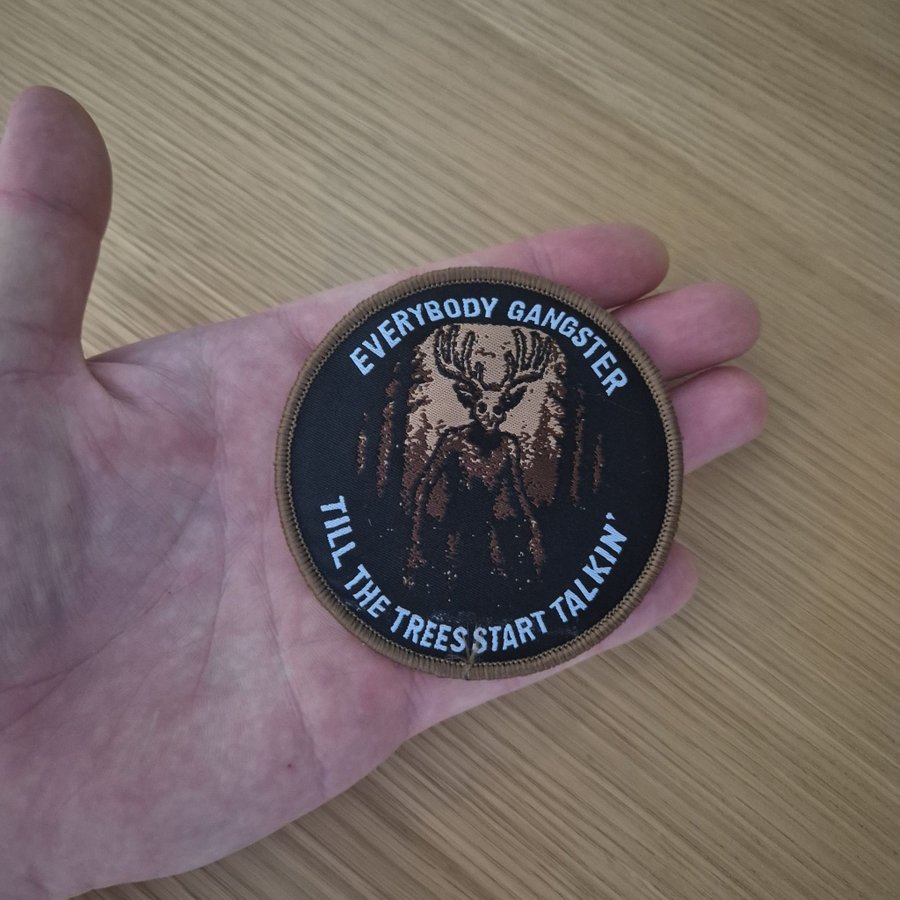 EVERYBODY GANGSTER
TILL THE TREES START TALKIN'